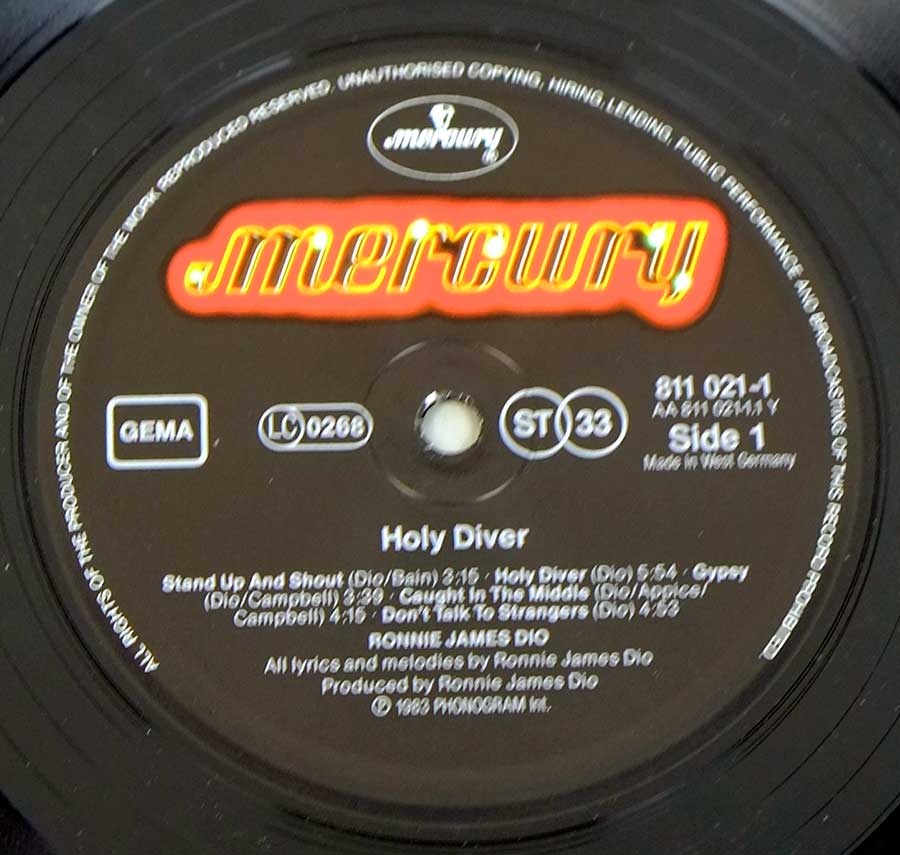 ALL RIGHTS OF THE PRODUCER AND OF THE OWNER OF THE WORK REPRODUCED RESERVED. UNAUTHORISED COPYING, HIRING, LENDING, PUBLIC PERFORMANCE AND BROADCASTING OF THIS RECORD PROHIBITED
mercury ®
mercury
GEMA
LC 0268
ST 33
811 021-1
AA 811 021-1.1 Y
Side 1
Made in West Germany
Holy Diver
Stand Up And Shout (Dio/Bain) 3:15 · Holy Diver (Dio) 5:54 · Gypsy
(Dio/Campbell) 3:39 · Caught In The Middle (Dio/Appice/
Campbell) 4:15 · Don't Talk To Strangers (Dio) 4:53
RONNIE JAMES DIO
All lyrics and melodies by Ronnie James Dio
Produced by Ronnie James Dio
℗ 1983 PHONOGRAM Int.